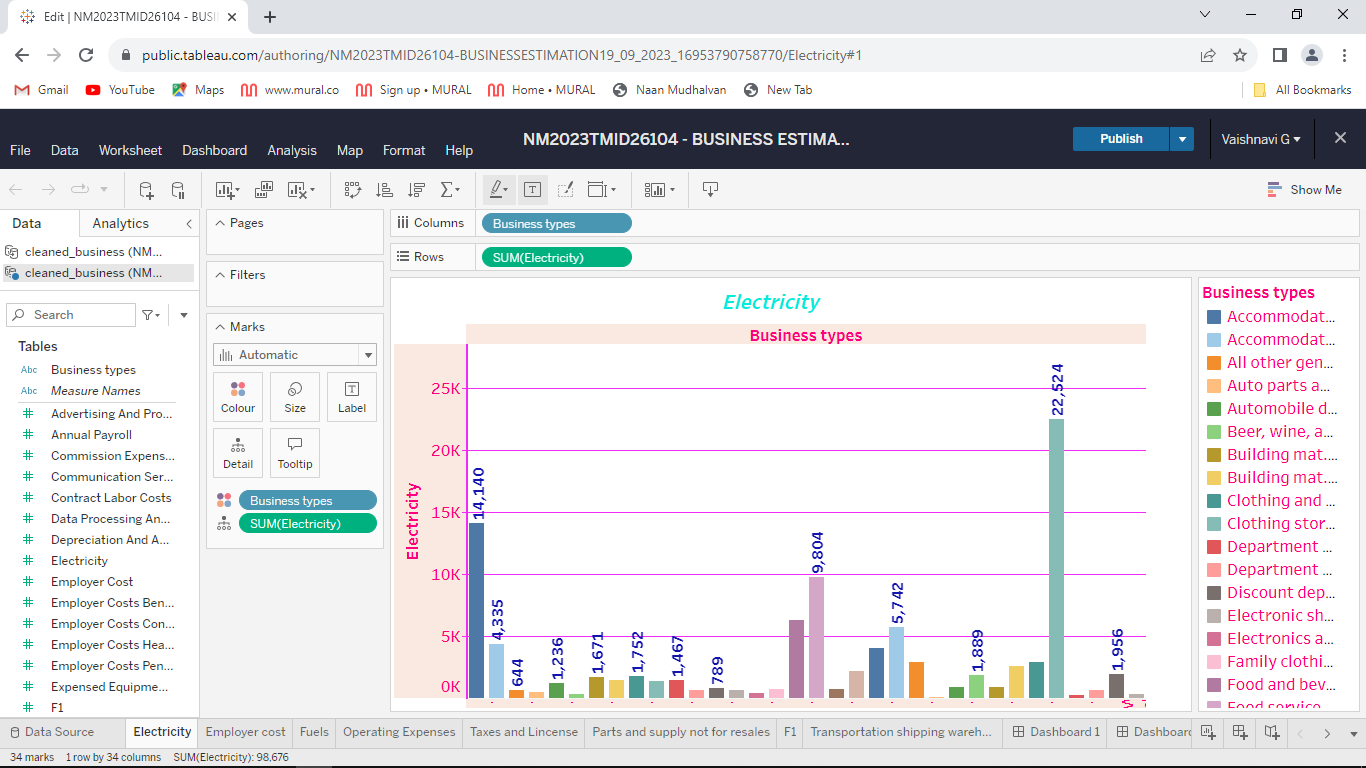 Edit | NM2023TMID26104 - BUSI
public.tableau.com/authoring/NM2023TMID26104-BUSINESSESTIMATION19_09_2023_16953790758770/Electricity#1
Gmail YouTube Maps www.mural.co Sign up • MURAL Home • MURAL Naan Mudhalvan New Tab All Bookmarks
NM2023TMID26104 - BUSINESS ESTIMA...
Publish Vaishnavi G
File Data Worksheet Dashboard Analysis Map Format Help
Show Me
Data Analytics
cleaned_business (NM...
cleaned_business (NM...
Search
Tables
Abc Business types
Abc Measure Names
Advertising And Pro...
Annual Payroll
Commission Expens...
Communication Ser...
Contract Labor Costs
Data Processing An...
Depreciation And A...
Electricity
Employer Cost
Employer Costs Ben...
Employer Costs Con...
Employer Costs Hea...
Employer Costs Pen...
Expensed Equipme...
F1
Pages
Filters
Marks
Automatic
Colour Size Label
Detail Tooltip
Business types
SUM(Electricity)
Columns Business types
Rows SUM(Electricity)
Electricity
Business types
Electricity
25K
20K
15K
10K
5K
0K
14,140
4,335
644
1,236
1,671
1,752
1,467
789
9,804
5,742
1,889
22,524
1,956
Business types
Accommodat...
Accommodat...
All other gen...
Auto parts a...
Automobile d...
Beer, wine, a...
Building mat...
Building mat...
Clothing and ...
Clothing stor...
Department ...
Department ...
Discount dep...
Electronic sh...
Electronics a...
Family clothi...
Food and bev...
Food service
Data Source Electricity Employer cost Fuels Operating Expenses Taxes and Lincense Parts and supply not for resales F1 Transportation shipping wareh... Dashboard 1 Dashboard
34 marks 1 row by 34 columns SUM(Electricity): 98,676